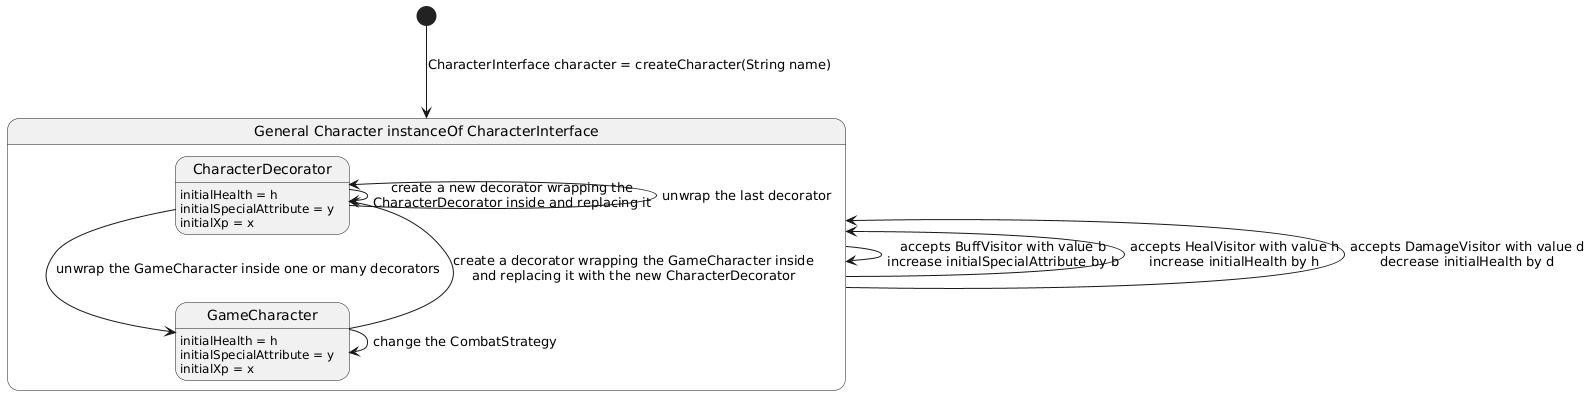 CharacterInterface character = createCharacter(String name)
General Character instanceOf CharacterInterface
CharacterDecorator
initialHealth = h
initialSpecialAttribute = y
initialXp = x
create a new decorator wrapping the
CharacterDecorator inside and replacing it
unwrap the last decorator
unwrap the GameCharacter inside one or many decorators
create a decorator wrapping the GameCharacter inside
and replacing it with the new CharacterDecorator
accepts BuffVisitor with value b
increase initialSpecialAttribute by b
accepts HealVisitor with value h
increase initialHealth by h
accepts DamageVisitor with value d
decrease initialHealth by d
GameCharacter
initialHealth = h
initialSpecialAttribute = y
initialXp = x
change the CombatStrategy